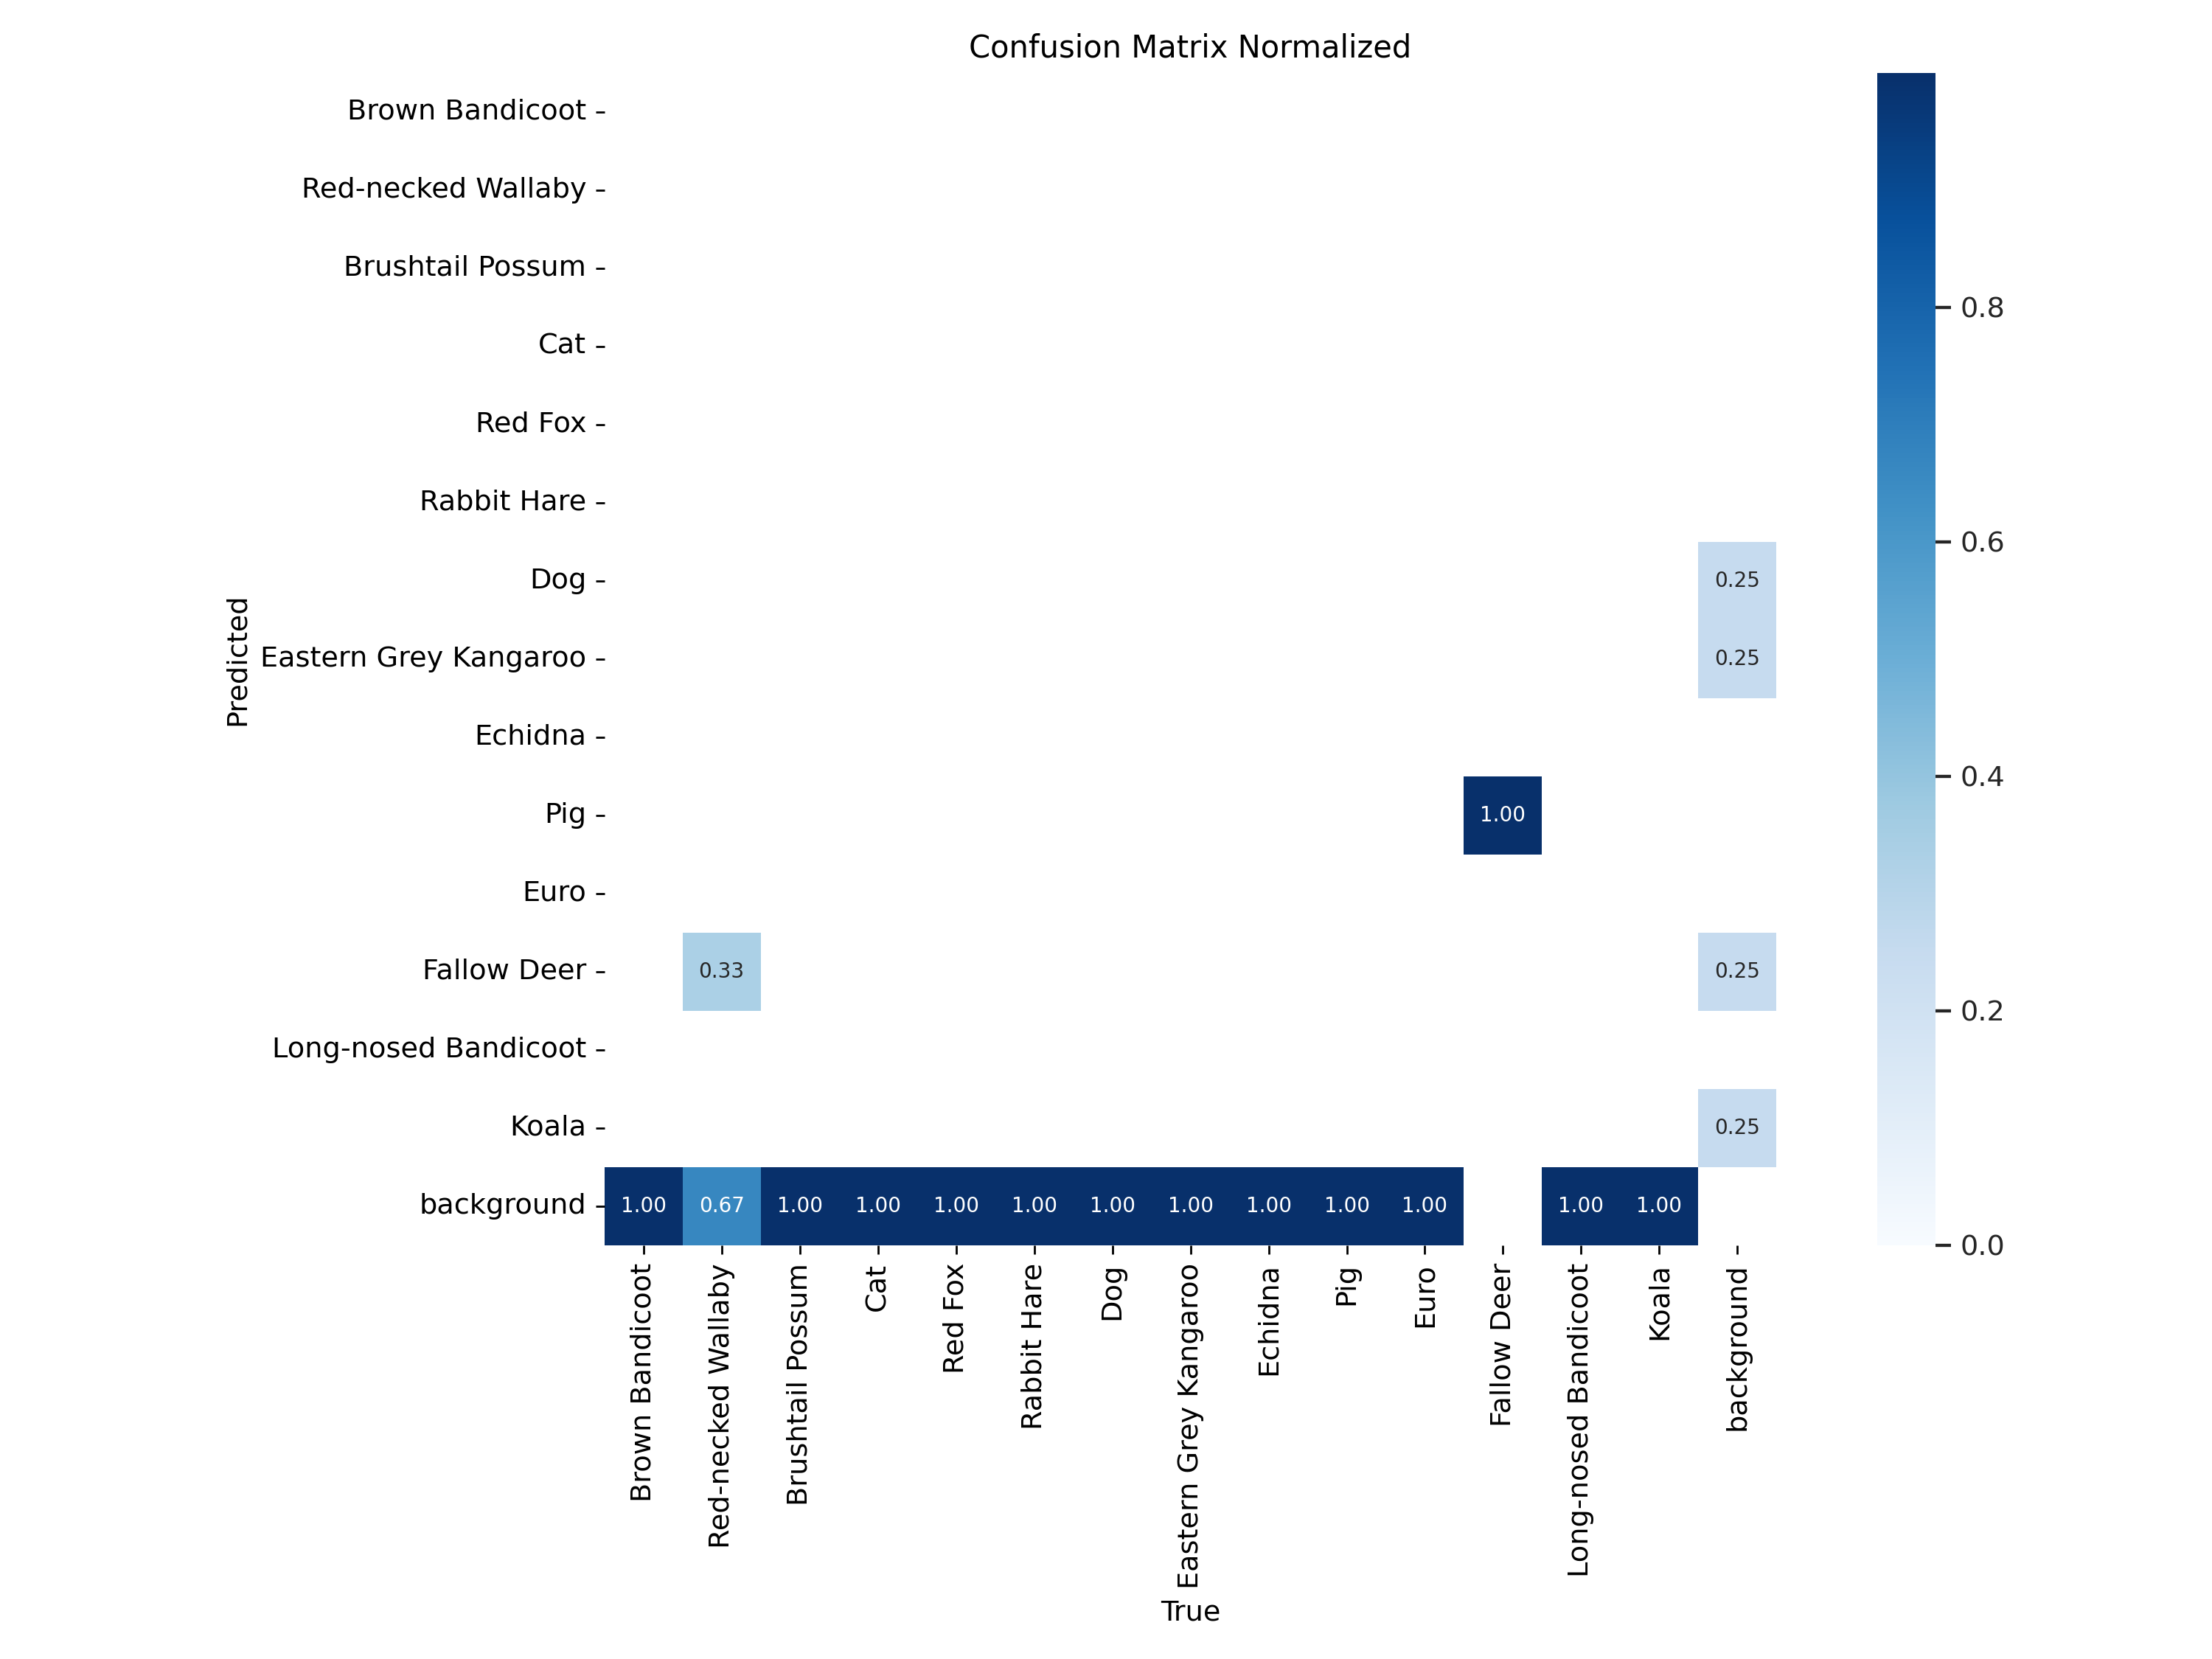 Confusion Matrix Normalized
Brown Bandicoot
Red-necked Wallaby
Brushtail Possum
Cat
Red Fox
Rabbit Hare
Dog
0.25
Eastern Grey Kangaroo
0.25
Echidna
Pig
1.00
Euro
Fallow Deer
0.33
0.25
Long-nosed Bandicoot
Koala
0.25
background
1.00
0.67
1.00
1.00
1.00
1.00
1.00
1.00
1.00
1.00
1.00
1.00
1.00
Predicted
Brown Bandicoot
Red-necked Wallaby
Brushtail Possum
Cat
Red Fox
Rabbit Hare
Dog
Eastern Grey Kangaroo
Echidna
Pig
Euro
Fallow Deer
Long-nosed Bandicoot
Koala
background
True
0.8
0.6
0.4
0.2
0.0